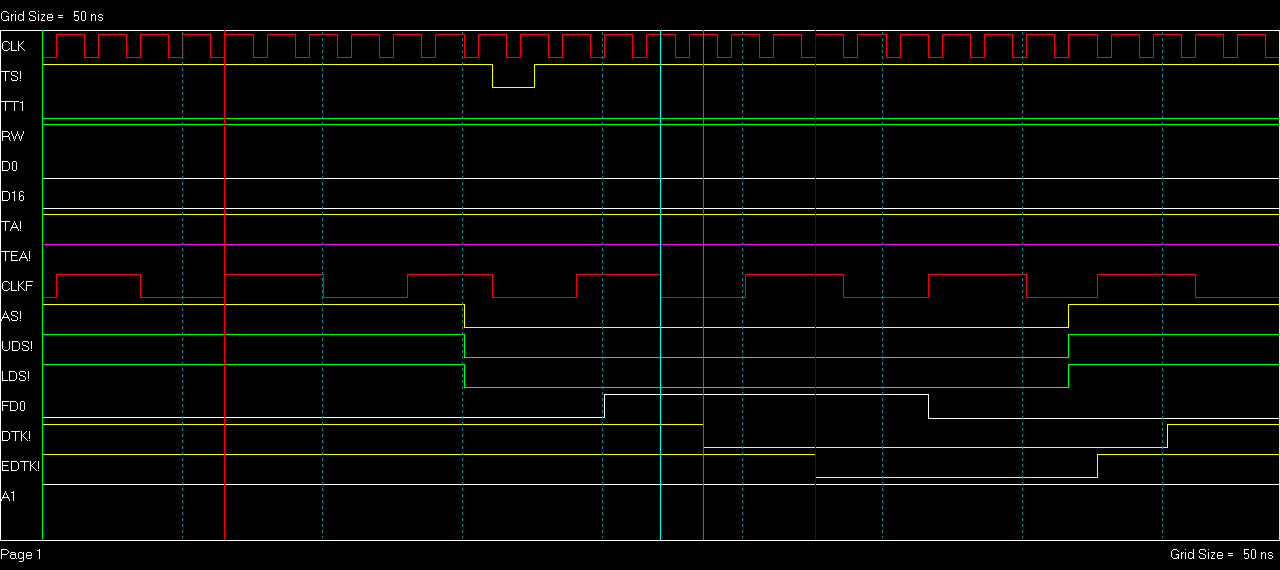 Grid Size =   50 ns
CLK
TS!
TT1
RW
D0
D16
TA!
TEA!
CLKF
AS!
UDS!
LDS!
FD0
DTK!
EDTK!
A1
Page 1
Grid Size =   50 ns